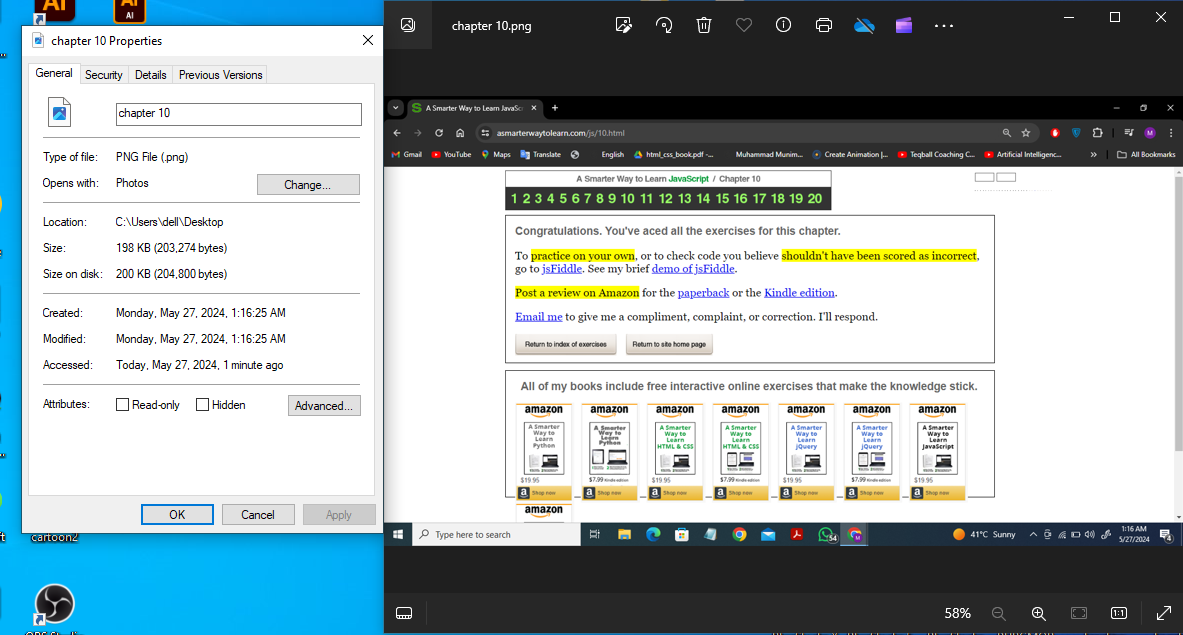 Ai
Ai
AI
chapter 10 Properties
General
Security
Details
Previous Versions
chapter 10
Type of file:
PNG File (.png)
Opens with:
Photos
Change...
Location:
C:\Users\dell\Desktop
Size:
198 KB (203,274 bytes)
Size on disk:
200 KB (204,800 bytes)
Created:
Monday, May 27, 2024, 1:16:25 AM
Modified:
Monday, May 27, 2024, 1:16:25 AM
Accessed:
Today, May 27, 2024, 1 minute ago
Attributes:
Read-only
Hidden
Advanced...
OK
Cancel
Apply
cartoon2
chapter 10.png
A Smarter Way to Learn JavaSc
asmarterwaytolearn.com/js/10.html
M
Gmail
YouTube
Maps
Translate
English
html_css_book.pdf -...
Muhammad Munim...
Create Animation |...
Teqball Coaching C...
Artificial Intelligenc...
»
All Bookmarks
A Smarter Way to Learn JavaScript / Chapter 10
1 2 3 4 5 6 7 8 9 10 11 12 13 14 15 16 17 18 19 20
Congratulations. You've aced all the exercises for this chapter.
To practice on your own, or to check code you believe shouldn't have been scored as incorrect,
go to jsFiddle. See my brief demo of jsFiddle.
Post a review on Amazon for the paperback or the Kindle edition.
Email me to give me a compliment, complaint, or correction. I'll respond.
Return to index of exercises
Return to site home page
All of my books include free interactive online exercises that make the knowledge stick.
amazon
A Smarter
Way to
Learn
Python
$19.95
a Shop now
amazon
A Smarter
Way to
Learn
Python
$7.99 Kindle edition
a Shop now
amazon
A Smarter
Way to
Learn
HTML & CSS
$19.95
a Shop now
amazon
A Smarter
Way to
Learn
HTML & CSS
$7.99 Kindle edition
a Shop now
amazon
A Smarter
Way to
Learn
jQuery
$19.95
a Shop now
amazon
A Smarter
Way to
Learn
jQuery
$7.99 Kindle edition
a Shop now
amazon
A Smarter
Way to
Learn
JavaScript
$19.95
a Shop now
amazon
Type here to search
54
M
41°C Sunny
1:16 AM
5/27/2024
4
58%
1:1